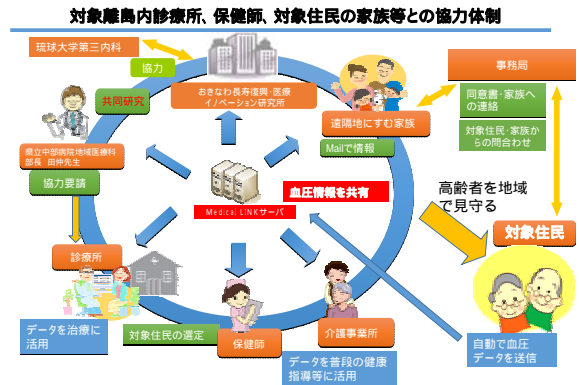 対象離島内診療所、保健師、対象住民の家族等との協力体制
琉球大学第三内科
協力
おきなわ長寿復興・医療
イノベーション研究所
共同研究
県立中部病院地域医療科
部長 田仲先生
協力要請
遠隔地にすむ家族
Mailで情報
事務局
同意書・家族へ
の連絡
対象住民・家族か
らの問合わせ
血圧情報を共有
Medical LINKサーバ
高齢者を地域
で見守る
対象住民
診療所
データを治療に
活用
対象住民の選定
保健師
介護事業所
データを普段の健康
指導等に活用
自動で血圧
データを送信